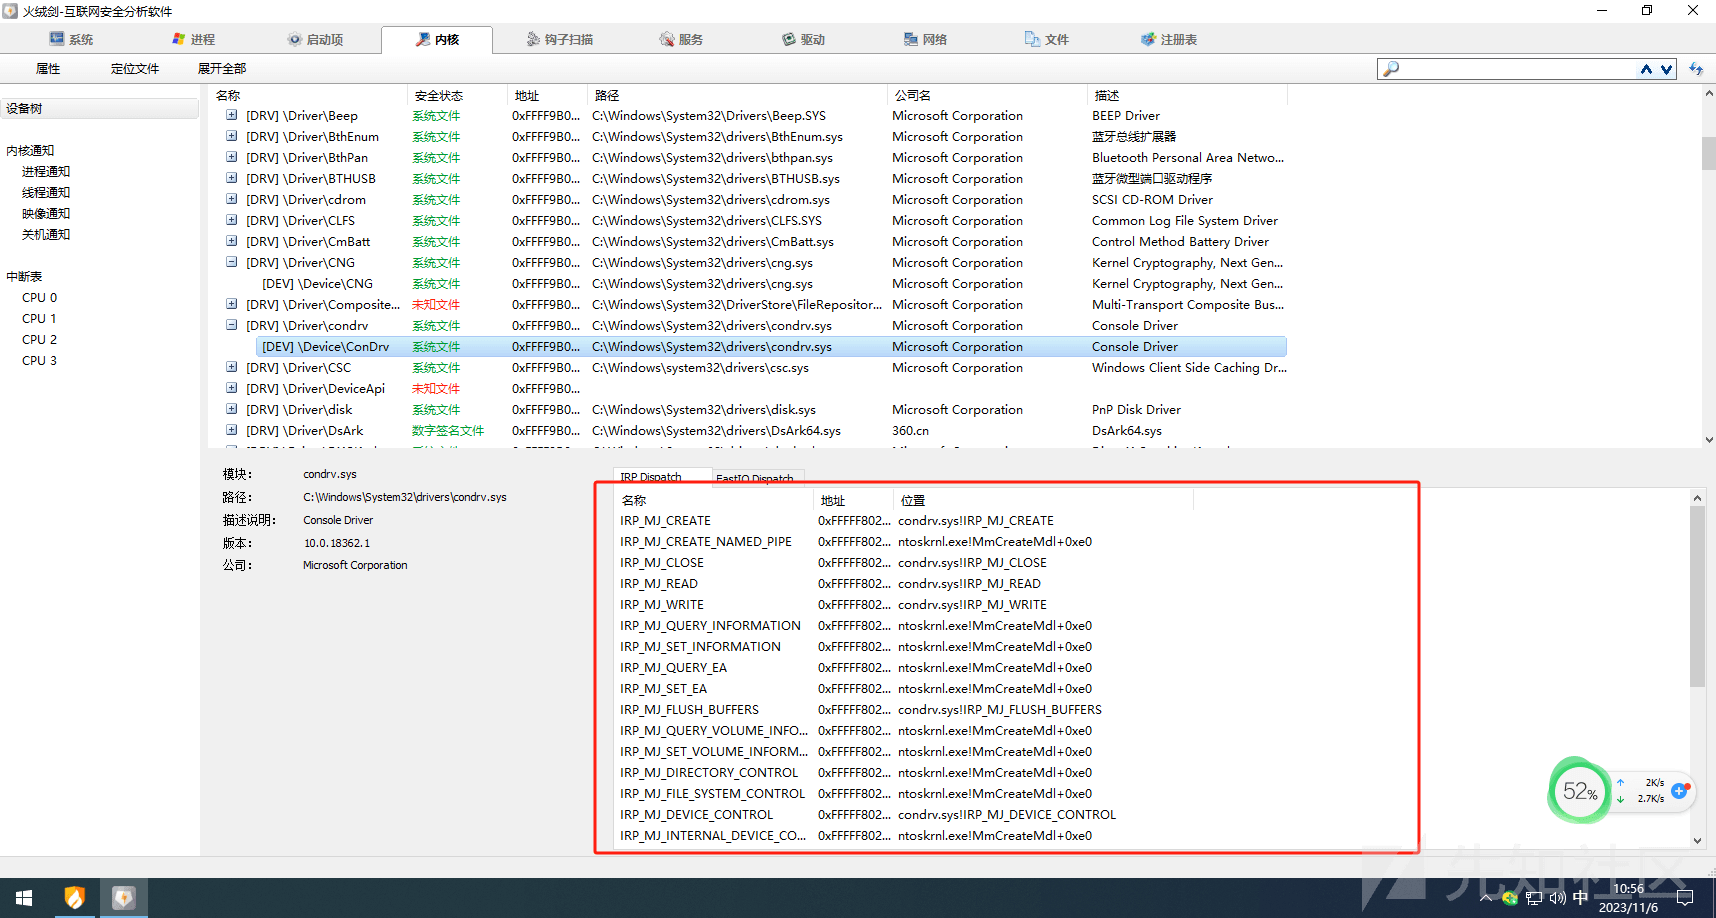 火绒剑-互联网安全分析软件
系统 进程 启动项 内核 钩子扫描 服务 驱动 网络 文件 注册表
属性 定位文件 展开全部
设备树
内核通知
进程通知
线程通知
映像通知
关机通知
中断表
CPU 0
CPU 1
CPU 2
CPU 3
名称 安全状态 地址 路径 公司名 描述
[DRV] \Driver\Beep 系统文件 0xFFFF9B0... C:\Windows\System32\Drivers\Beep.SYS Microsoft Corporation BEEP Driver
[DRV] \Driver\BthEnum 系统文件 0xFFFF9B0... C:\Windows\System32\drivers\BthEnum.sys Microsoft Corporation 蓝牙总线扩展器
[DRV] \Driver\BthPan 系统文件 0xFFFF9B0... C:\Windows\System32\drivers\bthpan.sys Microsoft Corporation Bluetooth Personal Area Netwo...
[DRV] \Driver\BTHUSB 系统文件 0xFFFF9B0... C:\Windows\System32\drivers\BTHUSB.sys Microsoft Corporation 蓝牙微型端口驱动程序
[DRV] \Driver\cdrom 系统文件 0xFFFF9B0... C:\Windows\System32\drivers\cdrom.sys Microsoft Corporation SCSI CD-ROM Driver
[DRV] \Driver\CLFS 系统文件 0xFFFF9B0... C:\Windows\System32\drivers\CLFS.SYS Microsoft Corporation Common Log File System Driver
[DRV] \Driver\CmBatt 系统文件 0xFFFF9B0... C:\Windows\System32\drivers\CmBatt.sys Microsoft Corporation Control Method Battery Driver
[DRV] \Driver\CNG 系统文件 0xFFFF9B0... C:\Windows\System32\drivers\cng.sys Microsoft Corporation Kernel Cryptography, Next Gen...
[DEV] \Device\CNG 系统文件 0xFFFF9B0... C:\Windows\System32\drivers\cng.sys Microsoft Corporation Kernel Cryptography, Next Gen...
[DRV] \Driver\Composite... 未知文件 0xFFFF9B0... C:\Windows\System32\DriverStore\FileRepositor... Microsoft Corporation Multi-Transport Composite Bus...
[DRV] \Driver\condrv 系统文件 0xFFFF9B0... C:\Windows\System32\drivers\condrv.sys Microsoft Corporation Console Driver
[DEV] \Device\ConDrv 系统文件 0xFFFF9B0... C:\Windows\System32\drivers\condrv.sys Microsoft Corporation Console Driver
[DRV] \Driver\CSC 系统文件 0xFFFF9B0... C:\Windows\system32\drivers\csc.sys Microsoft Corporation Windows Client Side Caching Dr...
[DRV] \Driver\DeviceApi 未知文件 0xFFFF9B0...
[DRV] \Driver\disk 系统文件 0xFFFF9B0... C:\Windows\System32\drivers\disk.sys Microsoft Corporation PnP Disk Driver
[DRV] \Driver\DsArk 数字签名文件 0xFFFF9B0... C:\Windows\System32\drivers\DsArk64.sys 360.cn DsArk64.sys
模块： condrv.sys
路径： C:\Windows\System32\drivers\condrv.sys
描述说明： Console Driver
版本： 10.0.18362.1
公司： Microsoft Corporation
IRP Dispatch FastIO Dispatch
名称 地址 位置
IRP_MJ_CREATE 0xFFFFF802... condrv.sys!IRP_MJ_CREATE
IRP_MJ_CREATE_NAMED_PIPE 0xFFFFF802... ntoskrnl.exe!MmCreateMdl+0xe0
IRP_MJ_CLOSE 0xFFFFF802... condrv.sys!IRP_MJ_CLOSE
IRP_MJ_READ 0xFFFFF802... condrv.sys!IRP_MJ_READ
IRP_MJ_WRITE 0xFFFFF802... condrv.sys!IRP_MJ_WRITE
IRP_MJ_QUERY_INFORMATION 0xFFFFF802... ntoskrnl.exe!MmCreateMdl+0xe0
IRP_MJ_SET_INFORMATION 0xFFFFF802... ntoskrnl.exe!MmCreateMdl+0xe0
IRP_MJ_QUERY_EA 0xFFFFF802... ntoskrnl.exe!MmCreateMdl+0xe0
IRP_MJ_SET_EA 0xFFFFF802... ntoskrnl.exe!MmCreateMdl+0xe0
IRP_MJ_FLUSH_BUFFERS 0xFFFFF802... condrv.sys!IRP_MJ_FLUSH_BUFFERS
IRP_MJ_QUERY_VOLUME_INFO... 0xFFFFF802... ntoskrnl.exe!MmCreateMdl+0xe0
IRP_MJ_SET_VOLUME_INFORM... 0xFFFFF802... ntoskrnl.exe!MmCreateMdl+0xe0
IRP_MJ_DIRECTORY_CONTROL 0xFFFFF802... ntoskrnl.exe!MmCreateMdl+0xe0
IRP_MJ_FILE_SYSTEM_CONTROL 0xFFFFF802... ntoskrnl.exe!MmCreateMdl+0xe0
IRP_MJ_DEVICE_CONTROL 0xFFFFF802... condrv.sys!IRP_MJ_DEVICE_CONTROL
IRP_MJ_INTERNAL_DEVICE_CO... 0xFFFFF802... ntoskrnl.exe!MmCreateMdl+0xe0
52% 2K/s
2.7K/s
先知社区
中 10:56
2023/11/6